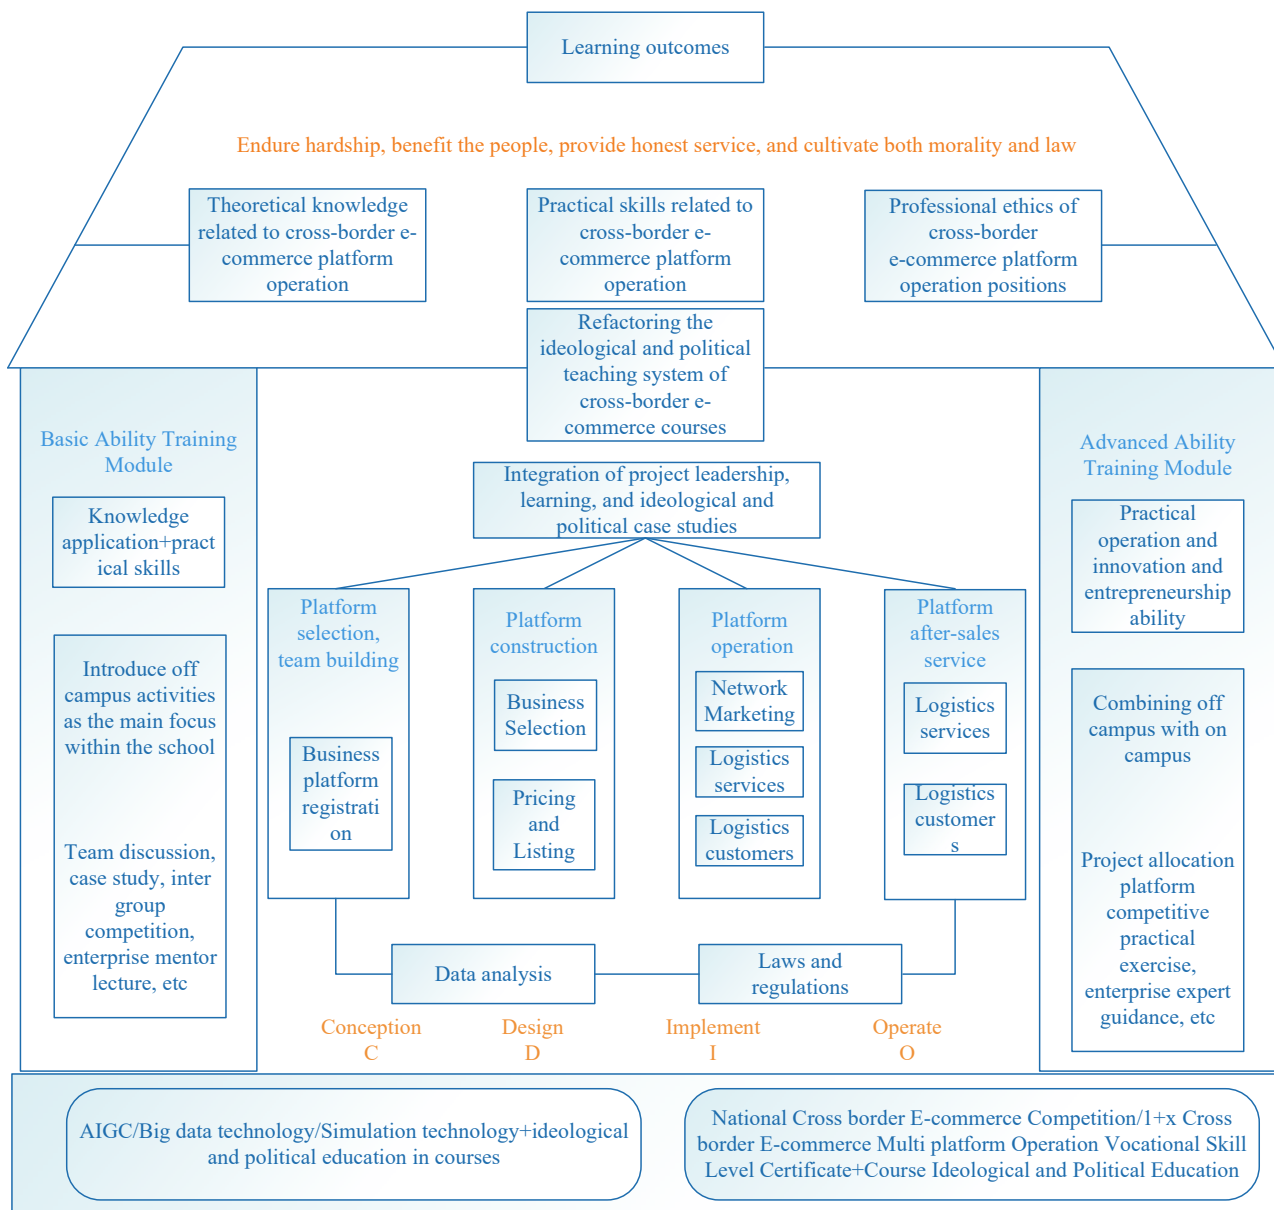 Learning outcomes
Endure hardship, benefit the people, provide honest service, and cultivate both morality and law
Theoretical knowledge
related to cross-border e-
commerce platform
operation
Practical skills related to
cross-border e-
commerce platform
operation
Professional ethics of
cross-border
e-commerce platform
operation positions
Refactoring the
ideological and political
teaching system of
cross-border e-
commerce courses
Basic Ability Training
Module
Knowledge
application+pract
ical skills
Introduce off
campus activities
as the main focus
within the school
Team discussion,
case study, inter
group
competition,
enterprise mentor
lecture, etc
Integration of project leadership,
learning, and ideological and
political case studies
Platform
selection,
team building
Business
platform
registrati
on
Platform
construction
Business
Selection
Pricing
and
Listing
Platform
operation
Network
Marketing
Logistics
services
Logistics
customers
Platform
after-sales
service
Logistics
services
Logistics
customer
s
Data analysis
Laws and
regulations
Conception
C
Design
D
Implement
I
Operate
O
Advanced Ability
Training Module
Practical
operation and
innovation and
entrepreneurship
ability
Combining off
campus with on
campus
Project allocation
platform
competitive
practical
exercise,
enterprise expert
guidance, etc
AIGC/Big data technology/Simulation technology+ideological
and political education in courses
National Cross border E-commerce Competition/1+x Cross
border E-commerce Multi platform Operation Vocational Skill
Level Certificate+Course Ideological and Political Education